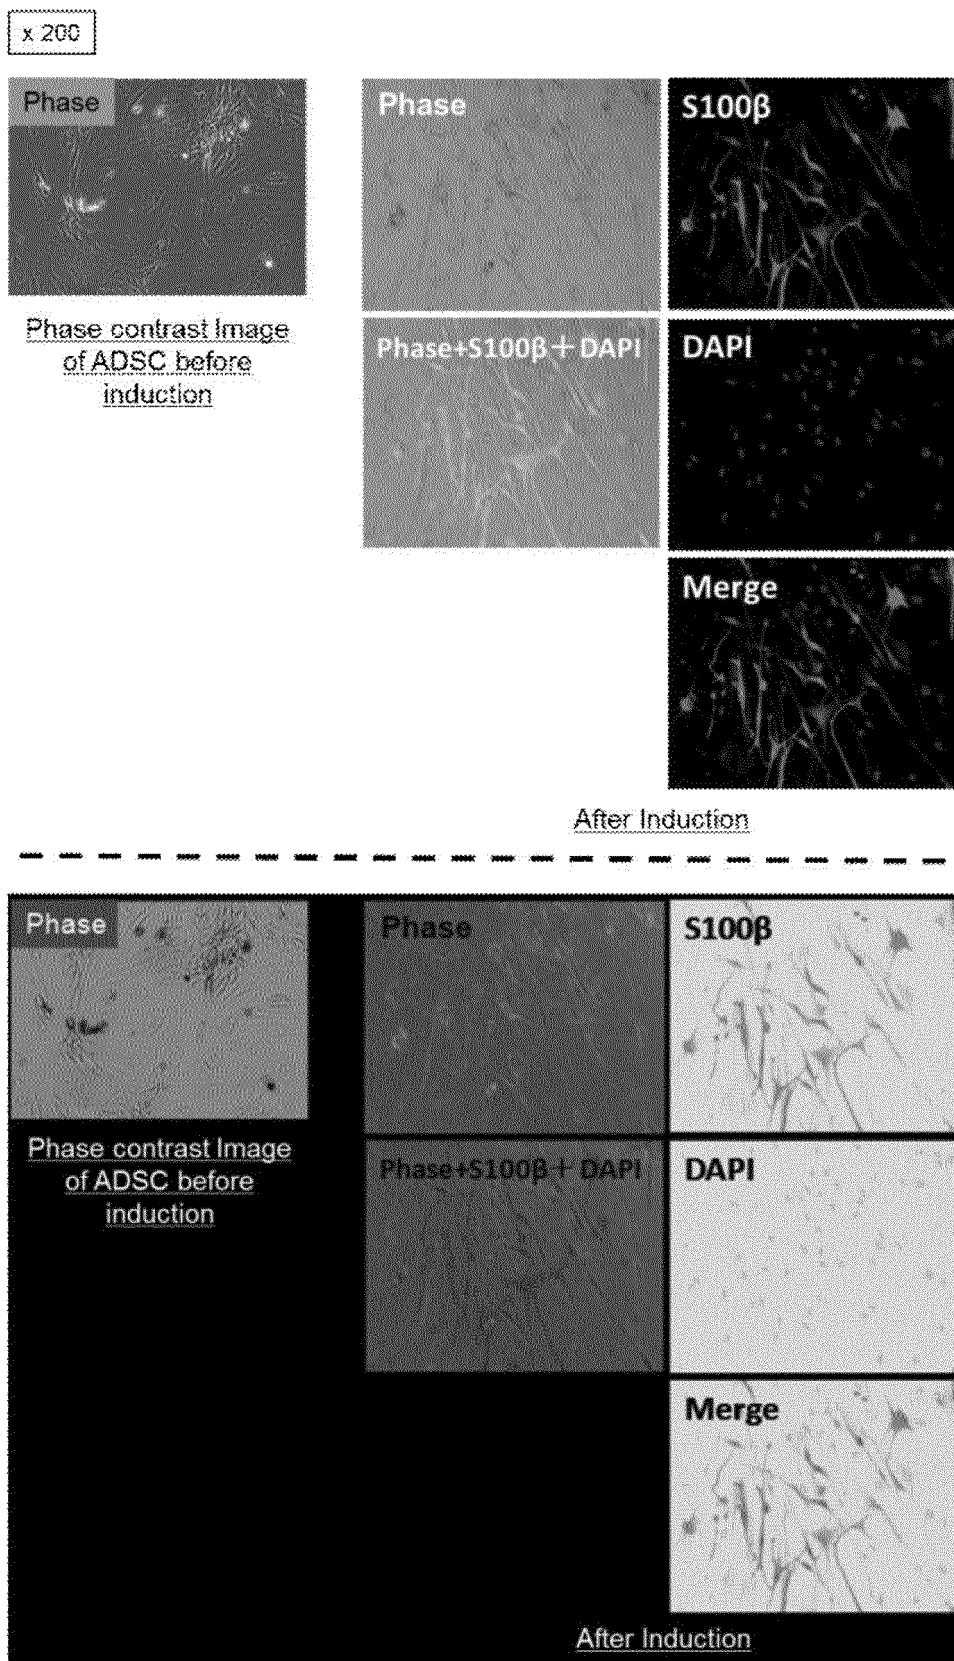 x 200
Phase
Phase
S100β
Phase contrast Image
of ADSC before
induction
Phase+S100β＋DAPI
DAPI
Merge
After Induction
Phase
Phase
S100β
Phase contrast Image
of ADSC before
induction
Phase+S100β＋DAPI
DAPI
Merge
After Induction